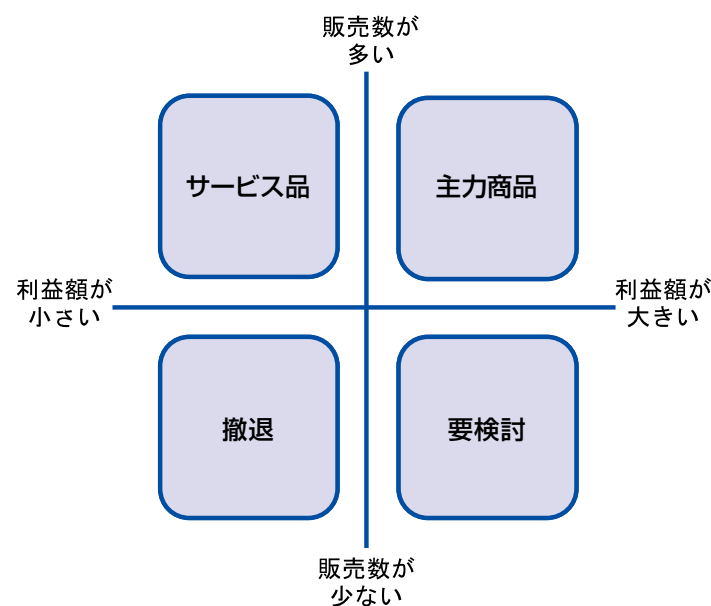 販売数が
多い
サービス品
主力商品
利益額が
小さい
利益額が
大きい
撤退
要検討
販売数が
少ない